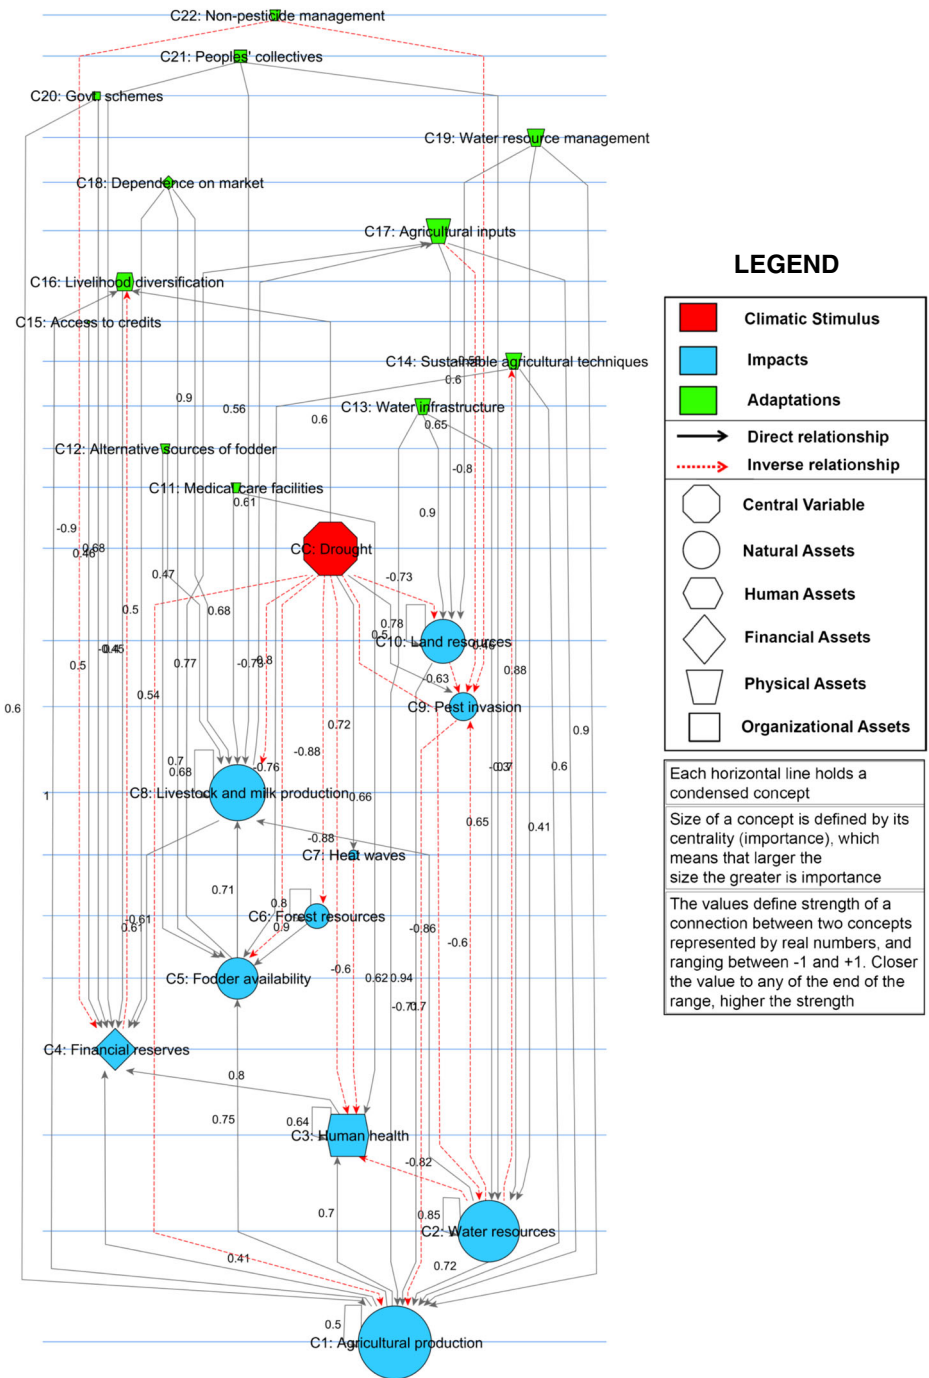 C22: Non-pesticide management
C21: Peoples' collectives
C20: Govt. schemes
C19: Water resource management
C18: Dependence on market
C17: Agricultural inputs
C16: Livelihood diversification
C15: Access to credits
C14: Sustainable agricultural techniques
0.6
0.9
0.56
C13: Water infrastructure
0.6
0.65
C12: Alternative sources of fodder
-0.8
C11: Medical care facilities
0.61
0.9
-0.9
0.46
0.68
CC: Drought
0.47
-0.73
0.5
0.68
0.78
0.5
C10: Land resources
0.45
0.77
-0.79
0.8
0.88
0.5
-0.63
0.54
C9: Pest invasion
0.6
0.72
0.9
-0.88
0.7
0.68
-0.76
0.6
C8: Livestock and milk production
1
0.66
0.65
0.41
-0.88
C7: Heat waves
0.71
0.8
C6: Forest resources
-0.61
0.61
0.9
-0.86
-0.6
C5: Fodder availability
-0.6
0.62
0.94
0.7
C4: Financial reserves
0.8
0.75
0.64
C3: Human health
-0.82
0.7
0.85
C2: Water resources
0.41
0.72
0.5
C1: Agricultural production
LEGEND
Climatic Stimulus
Impacts
Adaptations
Direct relationship
Inverse relationship
Central Variable
Natural Assets
Human Assets
Financial Assets
Physical Assets
Organizational Assets
Each horizontal line holds a
condensed concept
Size of a concept is defined by its
centrality (importance), which
means that larger the
size the greater is importance
The values define strength of a
connection between two concepts
represented by real numbers, and
ranging between -1 and +1. Closer
the value to any of the end of the
range, higher the strength